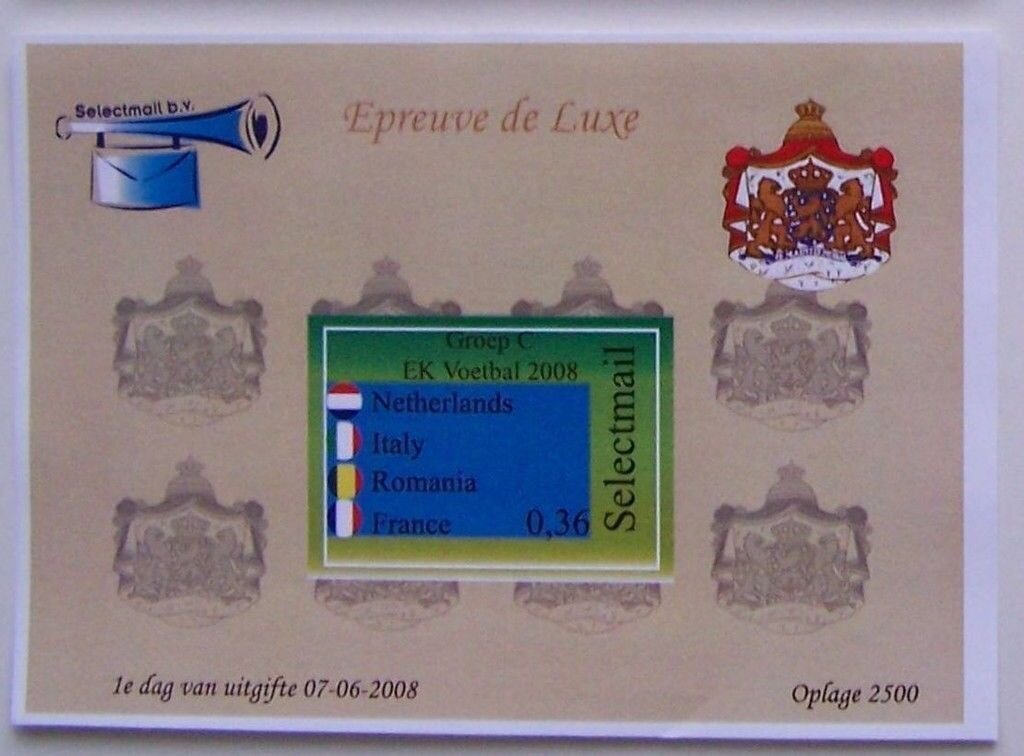 Selectmail b.v.
Epreuve de Luxe
Groep C
EK Voetbal 2008
Netherlands
Italy
Romania
France
0,36
Selectmail
1e dag van uitgifte 07-06-2008
Oplage 2500